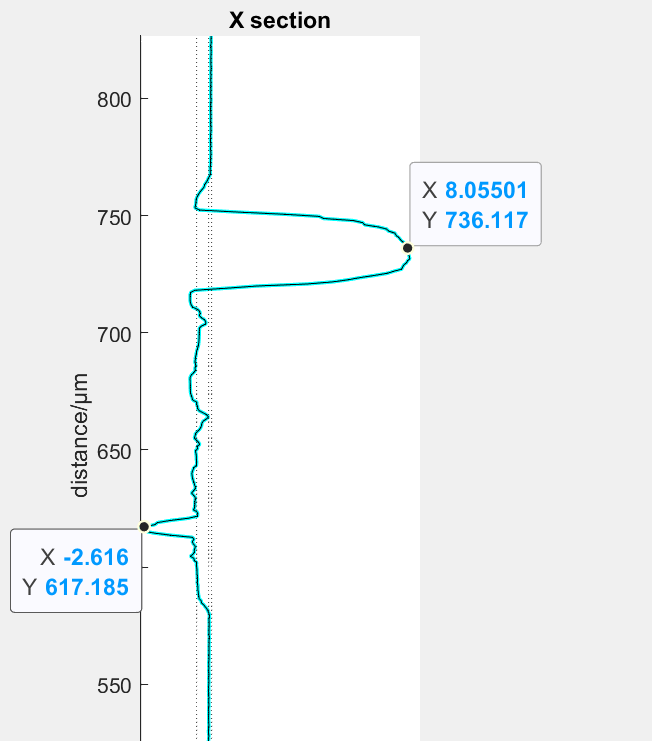 X section
800
X 8.05501
Y 736.117
750
700
distance/µm
650
X -2.616
Y 617.185
550